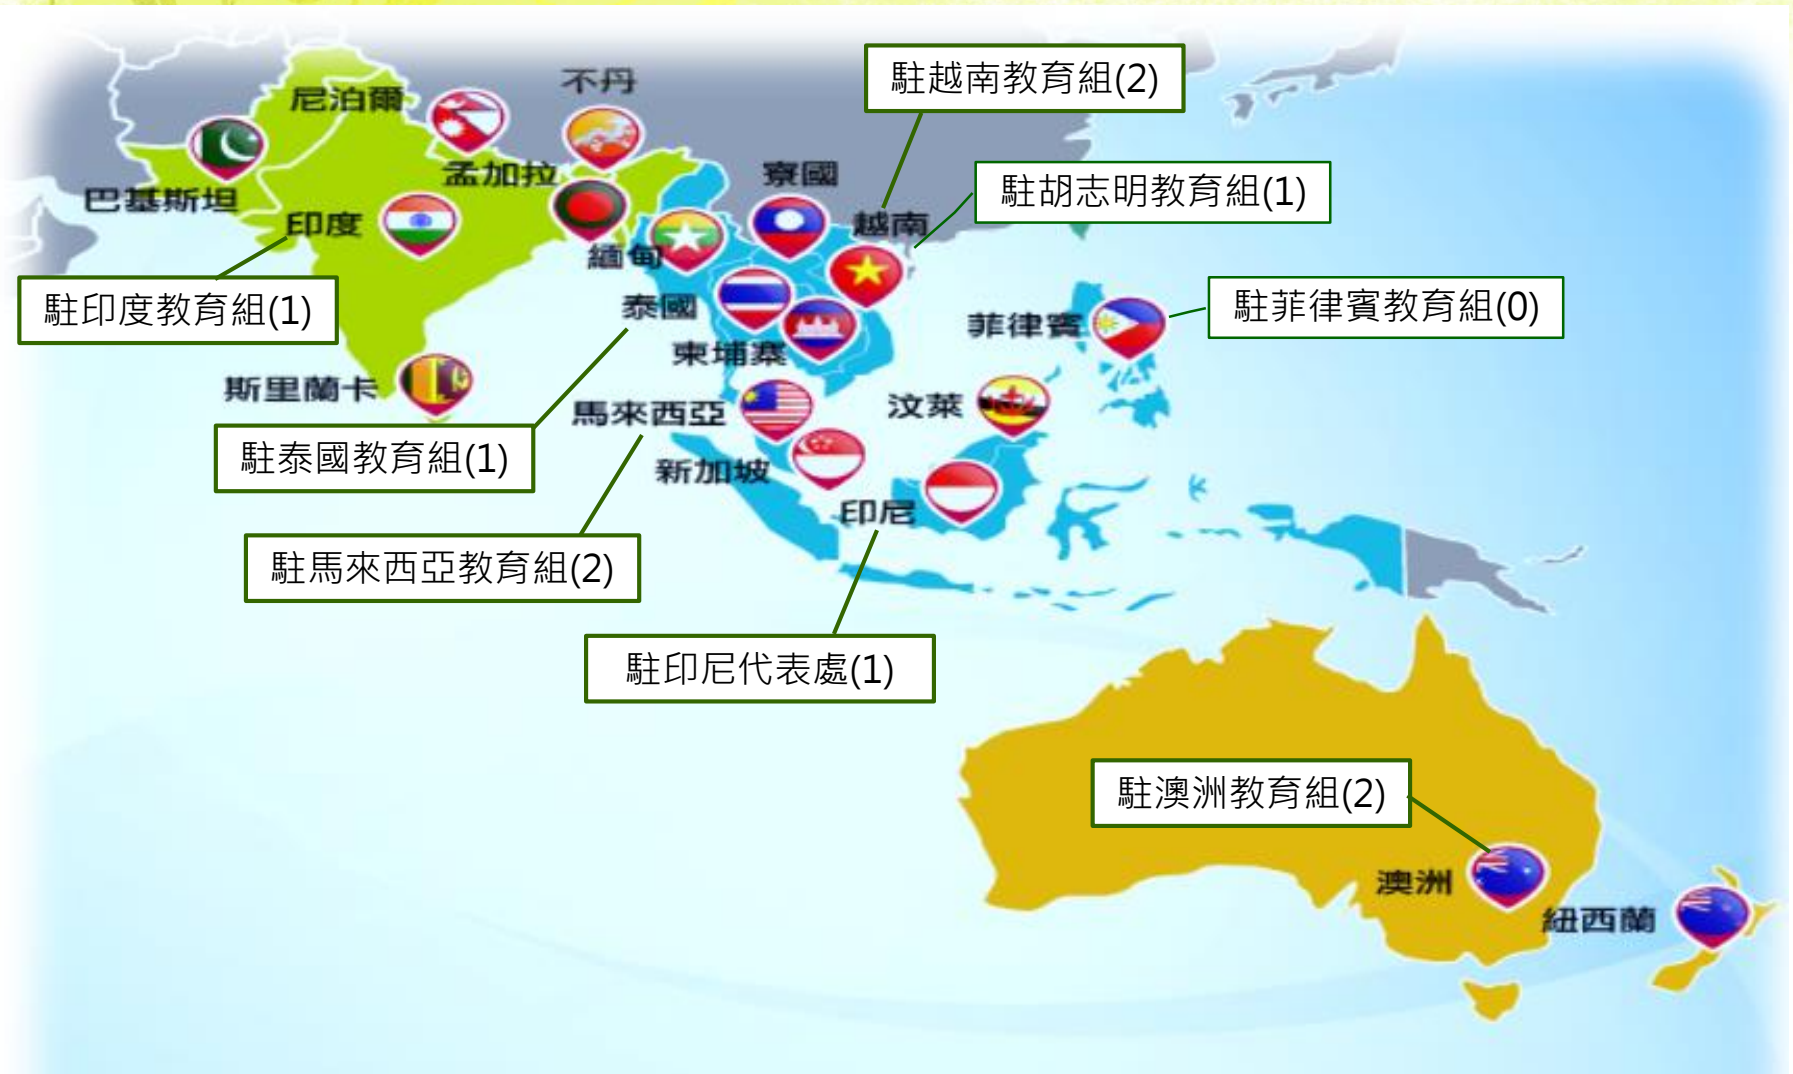 駐越南教育組(2)
不丹
尼泊爾
孟加拉
寮國
駐胡志明教育組(1)
巴基斯坦
印度
越南
緬甸
駐印度教育組(1)
泰國
菲律賓
駐菲律賓教育組(0)
柬埔寨
斯里蘭卡
馬來西亞
汶萊
駐泰國教育組(1)
新加坡
印尼
駐馬來西亞教育組(2)
駐印尼代表處(1)
駐澳洲教育組(2)
澳洲
紐西蘭